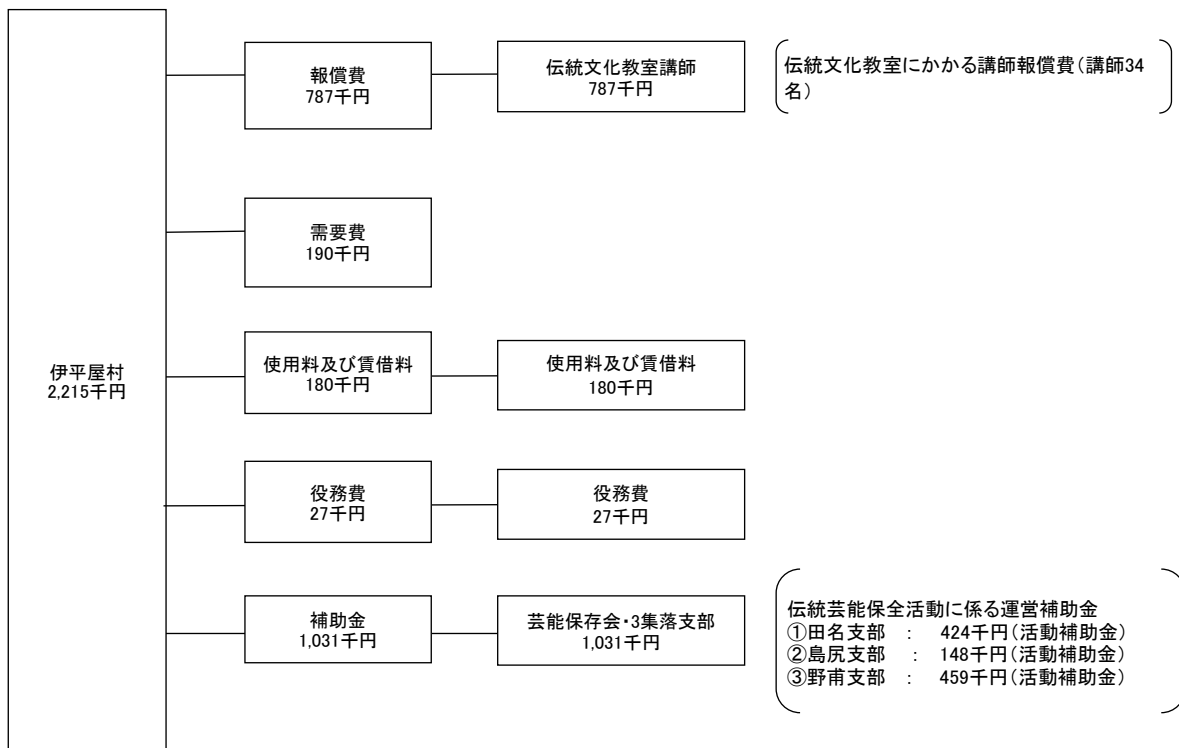 報償費
787千円
伝統文化教室講師
787千円
伝統文化教室にかかる講師報償費（講師34
名）
需要費
190千円
伊平屋村
2,215千円
使用料及び賃借料
180千円
使用料及び賃借料
180千円
役務費
27千円
役務費
27千円
補助金
1,031千円
芸能保存会・3集落支部
1,031千円
伝統芸能保全活動に係る運営補助金
①田名支部　：　424千円（活動補助金）
②島尻支部　：　148千円（活動補助金）
③野甫支部　：　459千円（活動補助金）